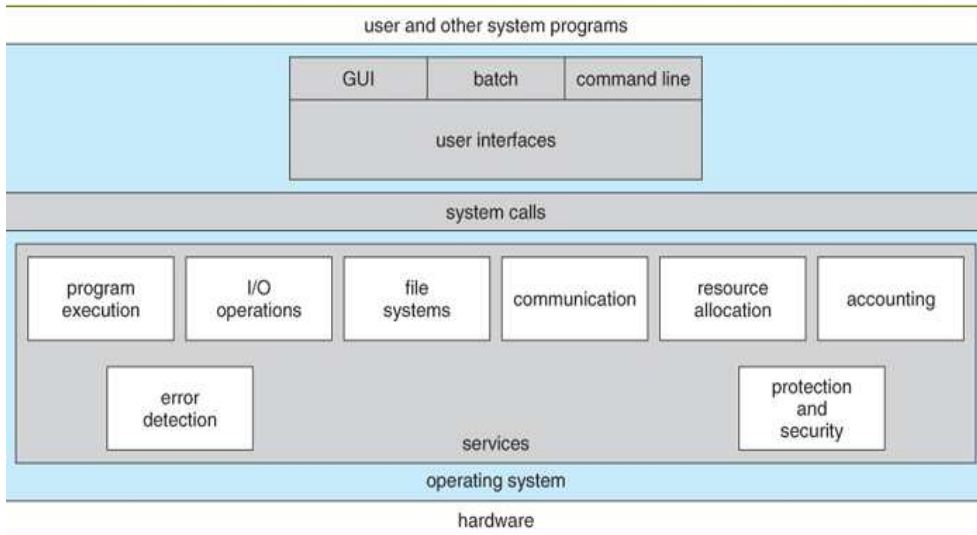 user and other system programs
GUI
batch
command line
user interfaces
system calls
program
execution
I/O
operations
file
systems
communication
resource
allocation
accounting
error
detection
protection
and
security
services
operating system
hardware